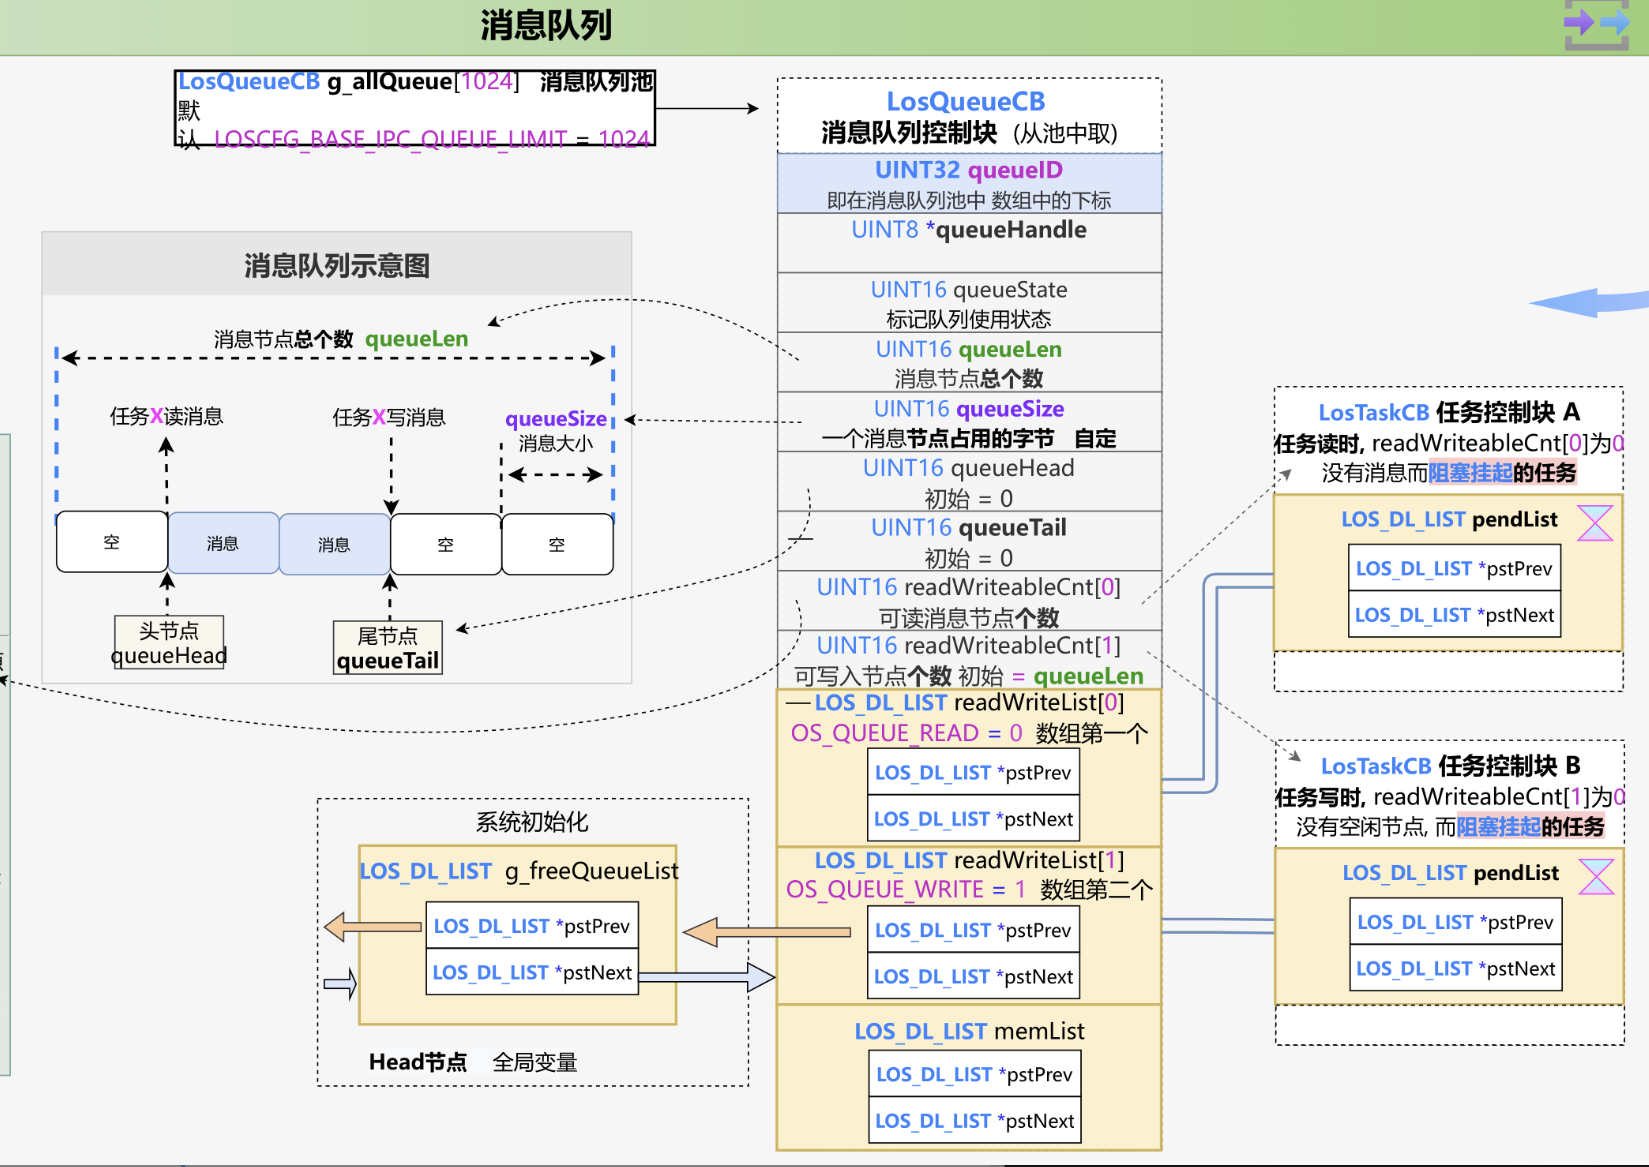 消息队列
LosQueueCB g_allQueue[1024] 消息队列池
默
认 LOSCFG_BASE_IPC_QUEUE_LIMIT = 1024
LosQueueCB
消息队列控制块 (从池中取)
UINT32 queueID
即在消息队列池中 数组中的下标
UINT8 *queueHandle
UINT16 queueState
标记队列使用状态
UINT16 queueLen
消息节点总个数
UINT16 queueSize
一个消息节点占用的字节 自定
UINT16 queueHead
初始 = 0
UINT16 queueTail
初始 = 0
UINT16 readWriteableCnt[0]
可读消息节点个数
UINT16 readWriteableCnt[1]
可写入节点个数 初始 = queueLen
LOS_DL_LIST readWriteList[0]
OS_QUEUE_READ = 0 数组第一个
LOS_DL_LIST *pstPrev
LOS_DL_LIST *pstNext
LOS_DL_LIST readWriteList[1]
OS_QUEUE_WRITE = 1 数组第二个
LOS_DL_LIST *pstPrev
LOS_DL_LIST *pstNext
LOS_DL_LIST memList
LOS_DL_LIST *pstPrev
LOS_DL_LIST *pstNext
消息队列示意图
消息节点总个数 queueLen
任务X读消息
任务X写消息
queueSize
消息大小
空
消息
消息
空
空
头节点
queueHead
尾节点
queueTail
系统初始化
LOS_DL_LIST g_freeQueueList
LOS_DL_LIST *pstPrev
LOS_DL_LIST *pstNext
Head节点 全局变量
LosTaskCB 任务控制块 A
任务读时, readWriteableCnt[0]为0
没有消息而阻塞挂起的任务
LOS_DL_LIST pendList
LOS_DL_LIST *pstPrev
LOS_DL_LIST *pstNext
LosTaskCB 任务控制块 B
任务写时, readWriteableCnt[1]为0
没有空闲节点, 而阻塞挂起的任务
LOS_DL_LIST pendList
LOS_DL_LIST *pstPrev
LOS_DL_LIST *pstNext